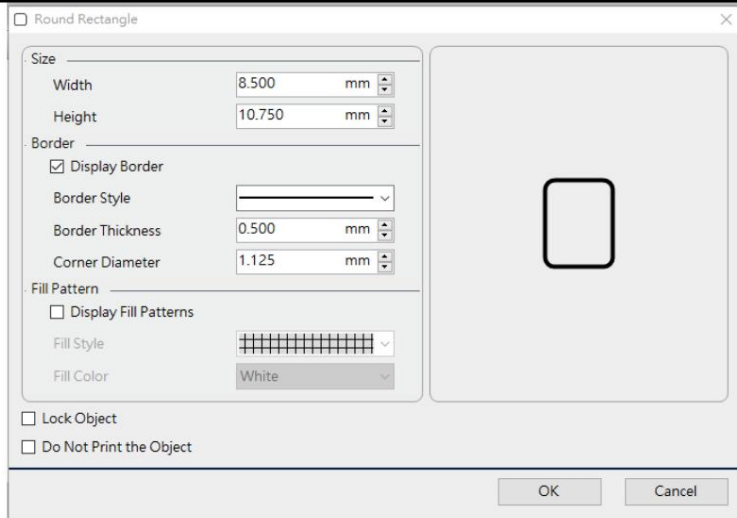 Round Rectangle
Size
Width 8.500 mm
Height 10.750 mm
Border
Display Border
Border Style
Border Thickness 0.500 mm
Corner Diameter 1.125 mm
Fill Pattern
Display Fill Patterns
Fill Style
Fill Color White
Lock Object
Do Not Print the Object
OK Cancel